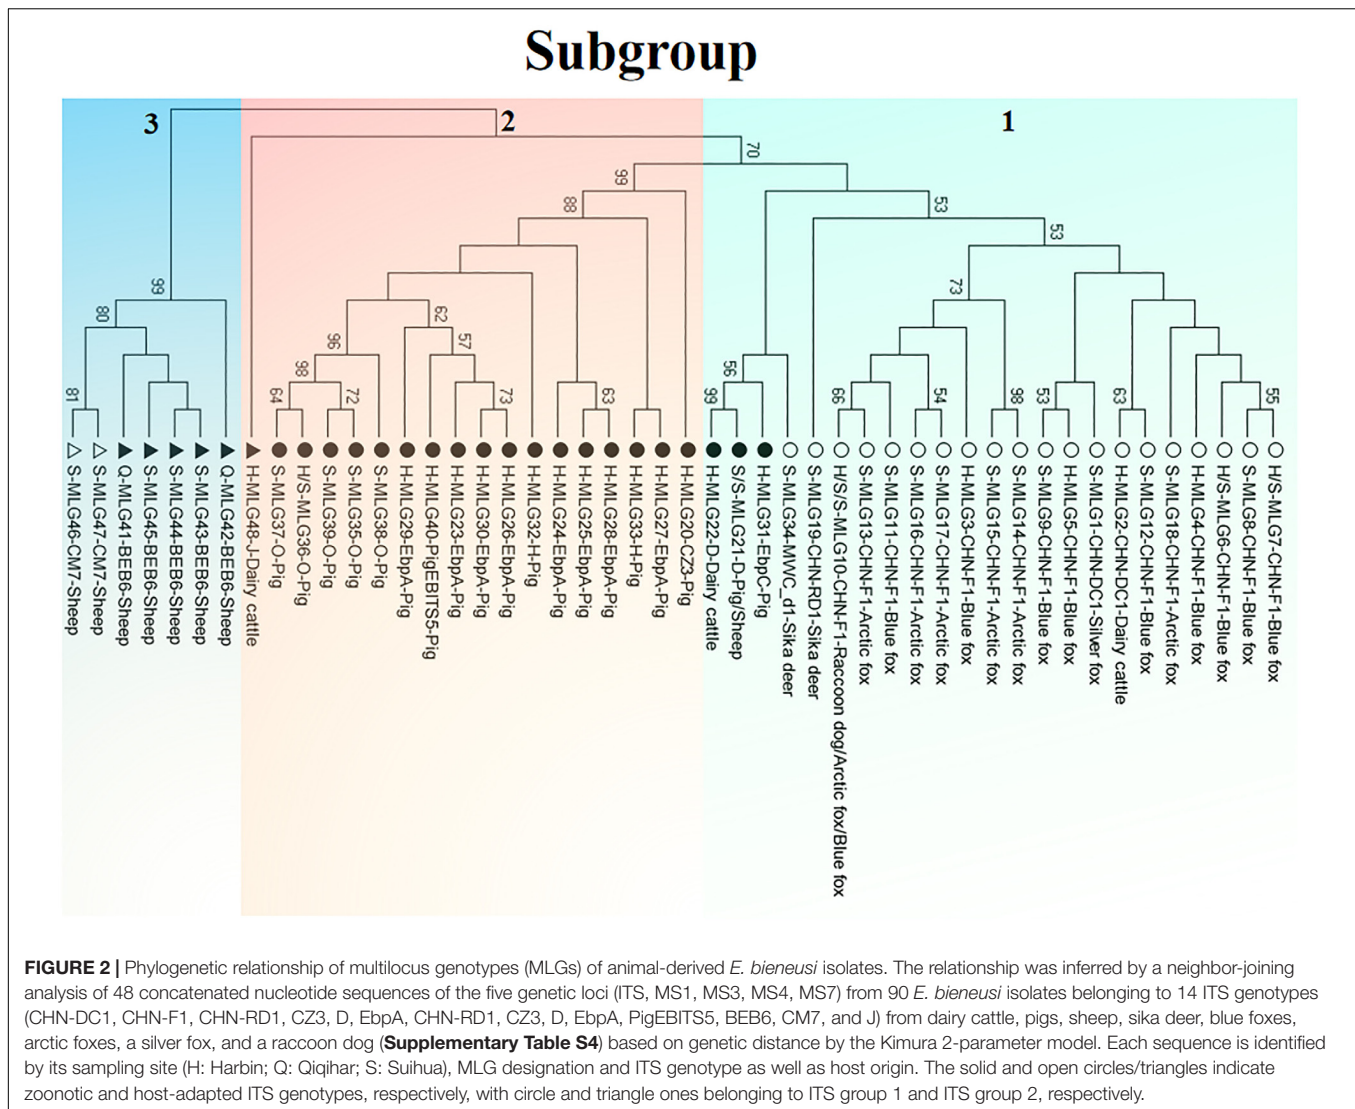 Subgroup
3
2
1
70
99
88
53
53
73
99
80
81
62
57
96
98
64
72
73
63
56
99
66
54
98
53
63
55
S-MLG46-CM7-Sheep
S-MLG47-CM7-Sheep
Q-MLG41-BEB6-Sheep
S-MLG45-BEB6-Sheep
S-MLG44-BEB6-Sheep
S-MLG43-BEB6-Sheep
Q-MLG42-BEB6-Sheep
H-MLG48-J-Dairy cattle
S-MLG37-O-Pig
H/S-MLG36-O-Pig
S-MLG39-O-Pig
S-MLG35-O-Pig
S-MLG38-O-Pig
H-MLG29-EbpA-Pig
H-MLG40-PigEBITS5-Pig
H-MLG23-EbpA-Pig
H-MLG30-EbpA-Pig
H-MLG26-EbpA-Pig
H-MLG32-H-Pig
H-MLG24-EbpA-Pig
H-MLG25-EbpA-Pig
H-MLG28-EbpA-Pig
H-MLG33-H-Pig
H-MLG27-EbpA-Pig
H-MLG20-CZ3-Pig
H-MLG22-D-Dairy cattle
S/S-MLG21-D-Pig/Sheep
H-MLG31-EbpC-Pig
S-MLG34-MWC_d1-Sika deer
S-MLG19-CHN-RD1-Sika deer
H/S/S-MLG10-CHN-F1-Raccoon dog/Arctic fox/Blue fox
S-MLG13-CHN-F1-Arctic fox
S-MLG11-CHN-F1-Blue fox
S-MLG16-CHN-F1-Arctic fox
S-MLG17-CHN-F1-Arctic fox
H-MLG3-CHN-F1-Blue fox
S-MLG15-CHN-F1-Arctic fox
S-MLG14-CHN-F1-Arctic fox
S-MLG9-CHN-F1-Blue fox
H-MLG5-CHN-F1-Blue fox
S-MLG1-CHN-DC1-Silver fox
H-MLG2-CHN-DC1-Dairy cattle
S-MLG12-CHN-F1-Blue fox
S-MLG18-CHN-F1-Arctic fox
H-MLG4-CHN-F1-Blue fox
H/S-MLG6-CHN-F1-Blue fox
S-MLG8-CHN-F1-Blue fox
H/S-MLG7-CHN-F1-Blue fox
FIGURE 2 | Phylogenetic relationship of multilocus genotypes (MLGs) of animal-derived E. bieneusi isolates. The relationship was inferred by a neighbor-joining
analysis of 48 concatenated nucleotide sequences of the five genetic loci (ITS, MS1, MS3, MS4, MS7) from 90 E. bieneusi isolates belonging to 14 ITS genotypes
(CHN-DC1, CHN-F1, CHN-RD1, CZ3, D, EbpA, CHN-RD1, CZ3, D, EbpA, PigEBITS5, BEB6, CM7, and J) from dairy cattle, pigs, sheep, sika deer, blue foxes,
arctic foxes, a silver fox, and a raccoon dog (Supplementary Table S4) based on genetic distance by the Kimura 2-parameter model. Each sequence is identified
by its sampling site (H: Harbin; Q: Qiqihar; S: Suihua), MLG designation and ITS genotype as well as host origin. The solid and open circles/triangles indicate
zoonotic and host-adapted ITS genotypes, respectively, with circle and triangle ones belonging to ITS group 1 and ITS group 2, respectively.